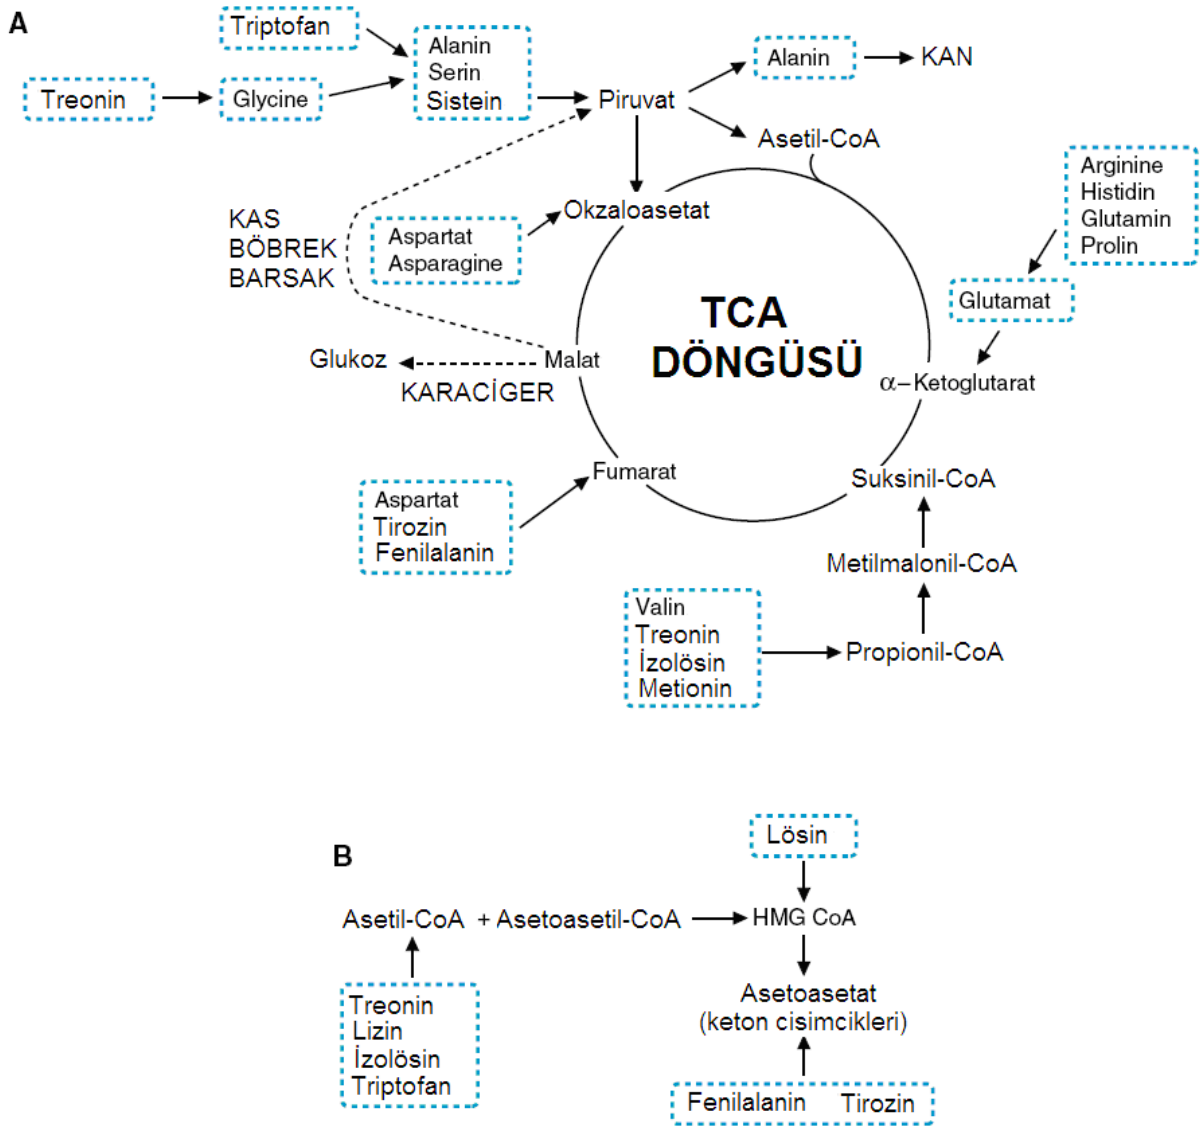 A
Triptofan
Treonin
Glycine
Alanin
Serin
Sistein
Piruvat
Alanin
KAN
Asetil-CoA
Arginine
Histidin
Glutamin
Prolin
Glutamat
α–Ketoglutarat
Okzaloasetat
KAS
BÖBREK
BARSAK
Aspartat
Asparagine
TCA
DÖNGÜSÜ
Glukoz
Malat
KARACİGER
Fumarat
Aspartat
Tirozin
Fenilalanin
Suksinil-CoA
Metilmalonil-CoA
Propionil-CoA
Valin
Treonin
İzolösin
Metionin
B
Lösin
Asetil-CoA + Asetoasetil-CoA
HMG CoA
Treonin
Lizin
İzolösin
Triptofan
Asetoasetat
(keton cisimcikleri)
Fenilalanin Tirozin